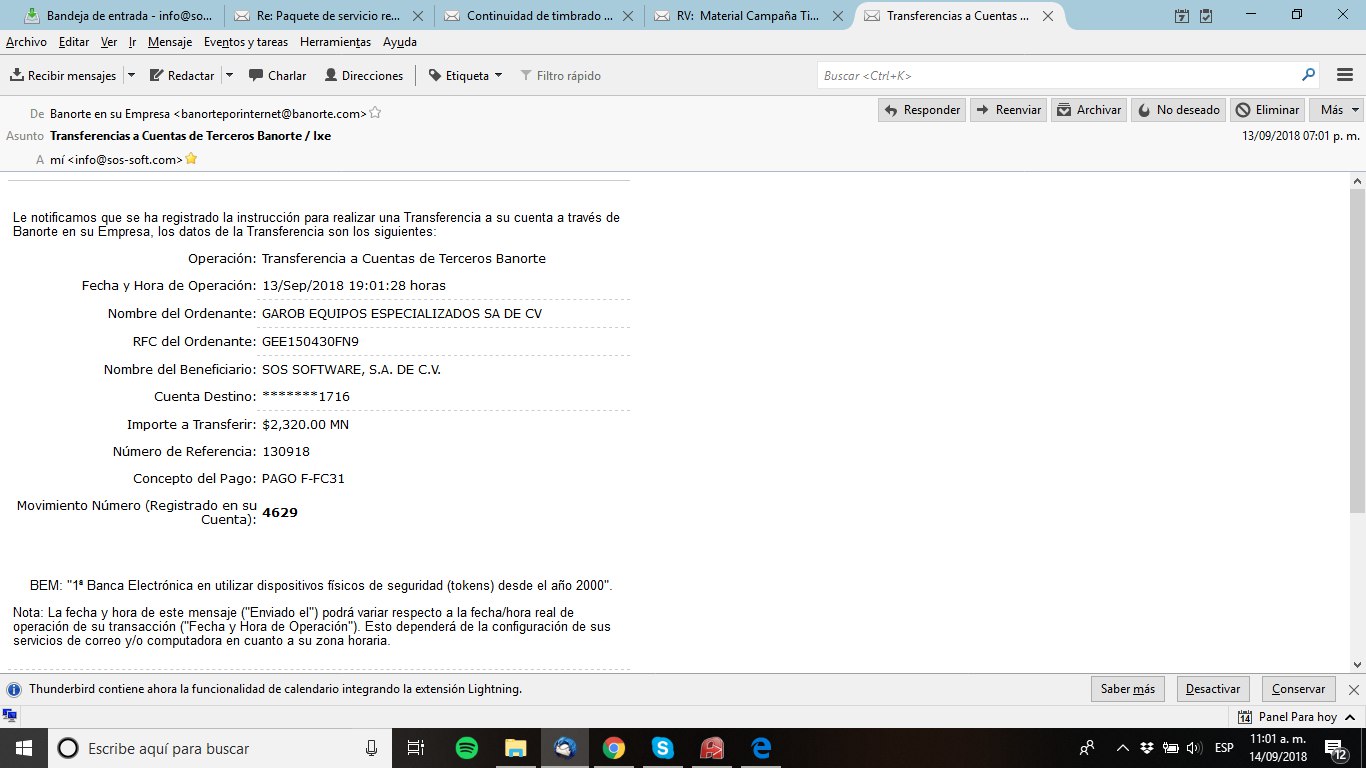 Bandeja de entrada - info@so...
Re: Paquete de servicio re...
Continuidad de timbrado ...
RV: Material Campaña Ti...
Transferencias a Cuentas ...
Archivo Editar Ver Ir Mensaje Eventos y tareas Herramientas Ayuda
Recibir mensajes Redactar Charlar Direcciones Etiqueta Filtro rápido Buscar <Ctrl+K>
De Banorte en su Empresa <banorteporinternet@banorte.com>
Responder Reenviar Archivar No deseado Eliminar Más
Asunto Transferencias a Cuentas de Terceros Banorte / Ixe
13/09/2018 07:01 p. m.
A mí <info@sos-soft.com>
Le notificamos que se ha registrado la instrucción para realizar una Transferencia a su cuenta a través de
Banorte en su Empresa, los datos de la Transferencia son los siguientes:
Operación: Transferencia a Cuentas de Terceros Banorte
Fecha y Hora de Operación: 13/Sep/2018 19:01:28 horas
Nombre del Ordenante: GAROB EQUIPOS ESPECIALIZADOS SA DE CV
RFC del Ordenante: GEE150430FN9
Nombre del Beneficiario: SOS SOFTWARE, S.A. DE C.V.
Cuenta Destino: *******1716
Importe a Transferir: $2,320.00 MN
Número de Referencia: 130918
Concepto del Pago: PAGO F-FC31
Movimiento Número (Registrado en su
Cuenta): 4629
BEM: "1ª Banca Electrónica en utilizar dispositivos físicos de seguridad (tokens) desde el año 2000".
Nota: La fecha y hora de este mensaje ("Enviado el") podrá variar respecto a la fecha/hora real de
operación de su transacción ("Fecha y Hora de Operación"). Esto dependerá de la configuración de sus
servicios de correo y/o computadora en cuanto a su zona horaria.
Thunderbird contiene ahora la funcionalidad de calendario integrando la extensión Lightning.
Saber más Desactivar Conservar
14 Panel Para hoy
Escribe aquí para buscar
ESP
11:01 a. m.
14/09/2018
12